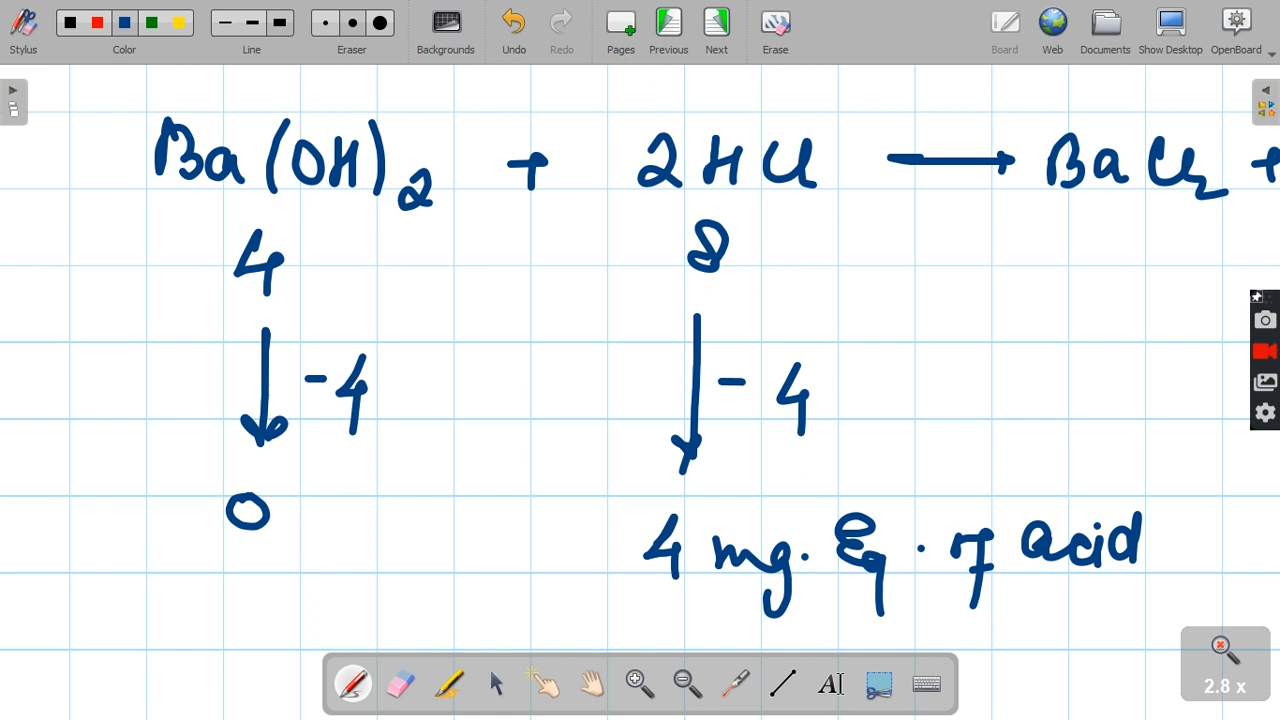 Stylus Color Line Eraser Backgrounds Undo Redo Pages Previous Next Erase Board Web Documents Show Desktop OpenBoard
Ba(OH)₂ + 2HCl ⟶ BaCl₂ +
4 8
-4 - 4
0
4 mg. Eq. of acid
2.8 x